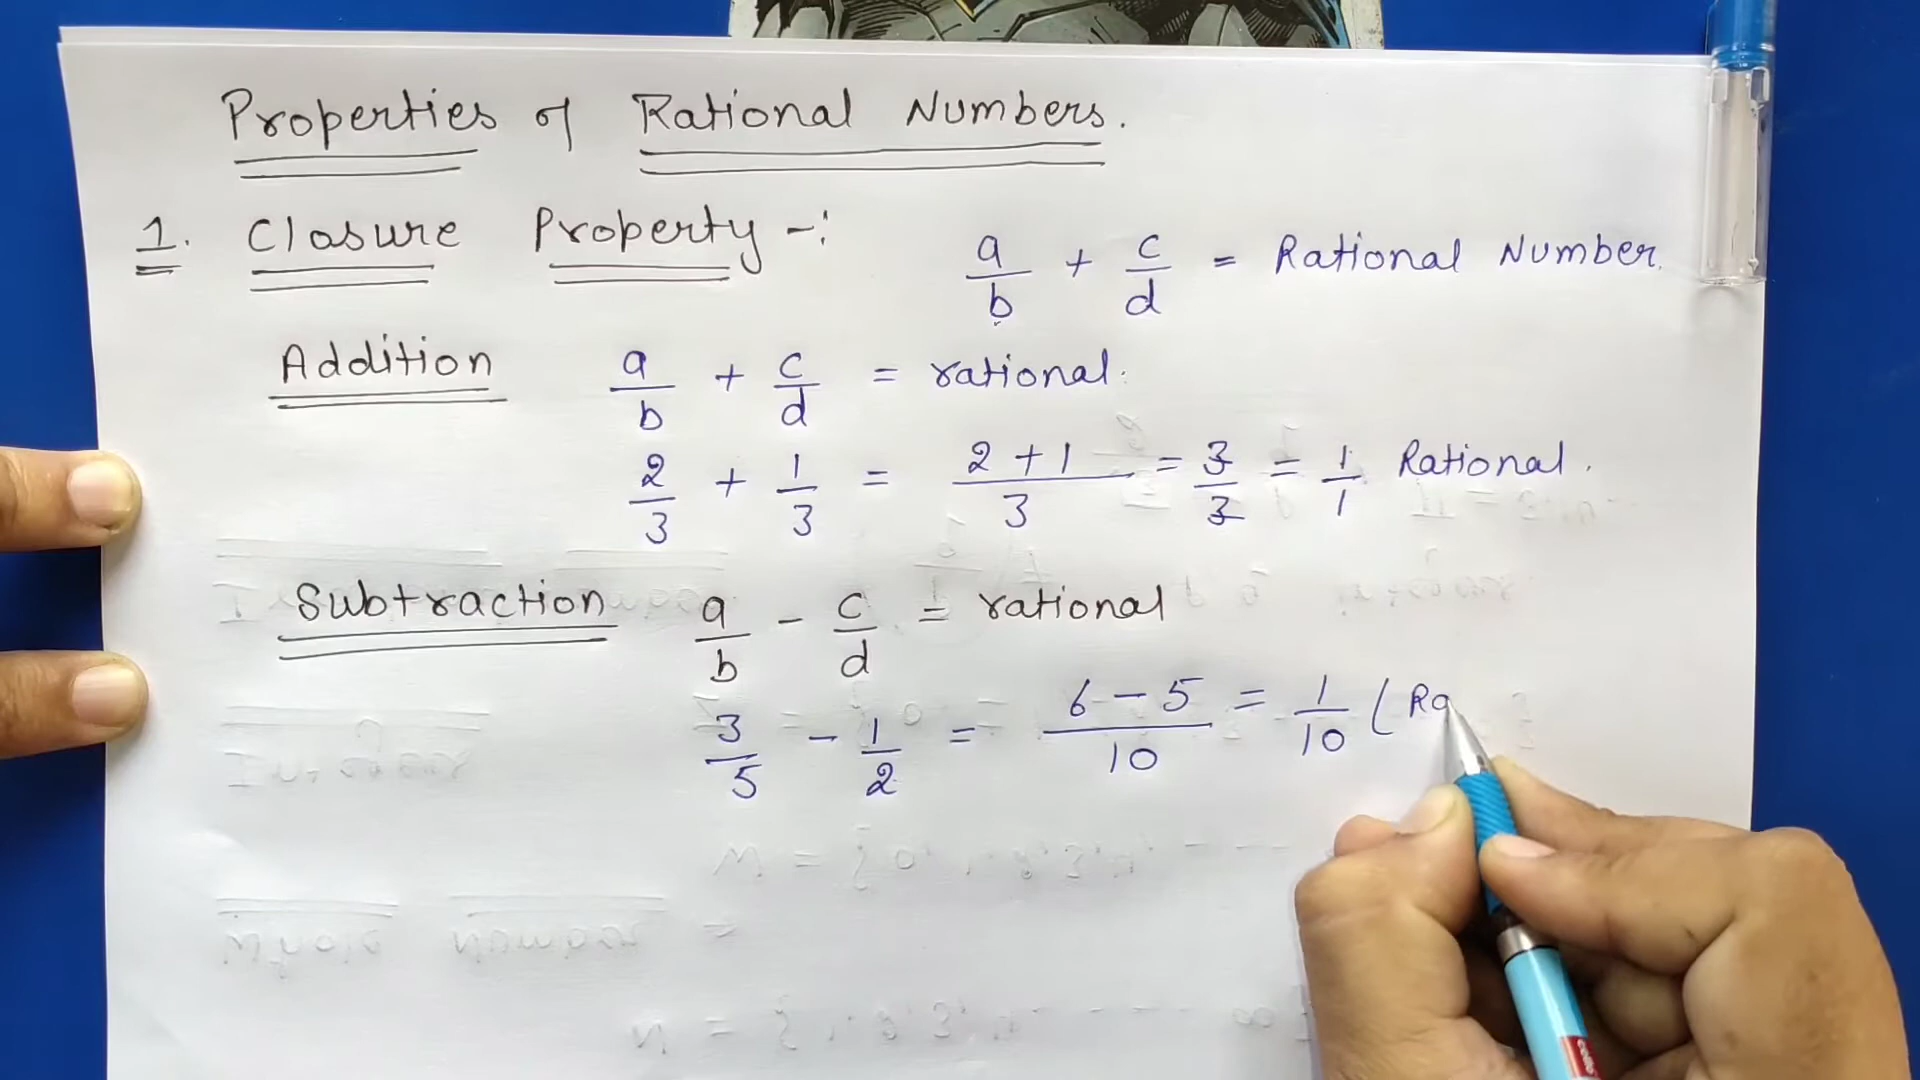 Properties of Rational Numbers.
1. Closure Property -:
a/b + c/d = Rational Number.
Addition a/b + c/d = rational.
2/3 + 1/3 = 2+1/3 = 3/3 = 1/1 Rational.
Subtraction a/b - c/d = rational
3/5 - 1/2 = 6-5/10 = 1/10 (Ra
cello